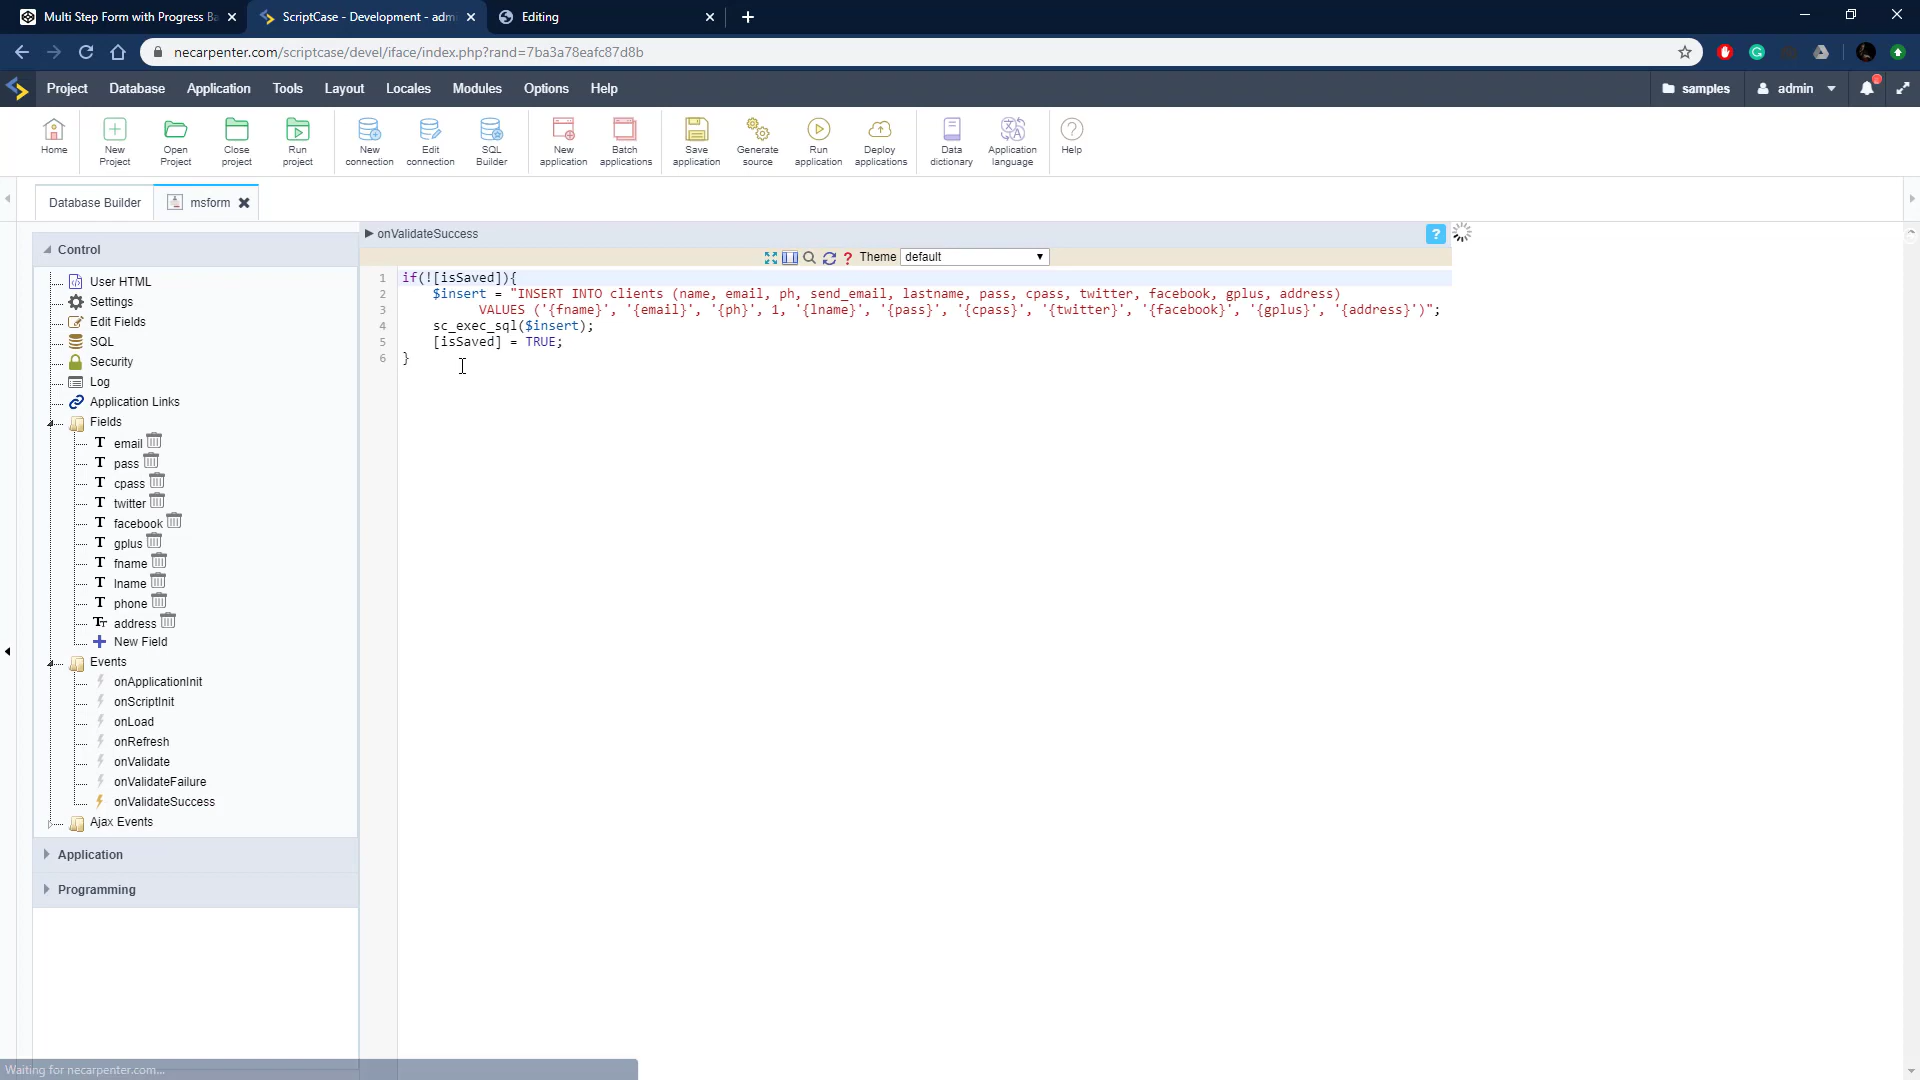 Multi Step Form with Progress Ba
ScriptCase - Development - adm
Editing
necarpenter.com/scriptcase/devel/iface/index.php?rand=7ba3a78eafc87d8b
Project Database Application Tools Layout Locales Modules Options Help samples admin
Home
New Project
Open Project
Close project
Run project
New connection
Edit connection
SQL Builder
New application
Batch applications
Save application
Generate source
Run application
Deploy applications
Data dictionary
Application language
Help
Database Builder msform
Control
User HTML
Settings
Edit Fields
SQL
Security
Log
Application Links
Fields
email
pass
cpass
twitter
facebook
gplus
fname
lname
phone
address
New Field
Events
onApplicationInit
onScriptInit
onLoad
onRefresh
onValidate
onValidateFailure
onValidateSuccess
Ajax Events
Application
Programming
onValidateSuccess ?
? Theme default
1 if(![isSaved]){
2 $insert = "INSERT INTO clients (name, email, ph, send_email, lastname, pass, cpass, twitter, facebook, gplus, address)
3 VALUES ('{fname}', '{email}', '{ph}', 1, '{lname}', '{pass}', '{cpass}', '{twitter}', '{facebook}', '{gplus}', '{address}')";
4 sc_exec_sql($insert);
5 [isSaved] = TRUE;
6 }
Waiting for necarpenter.com...